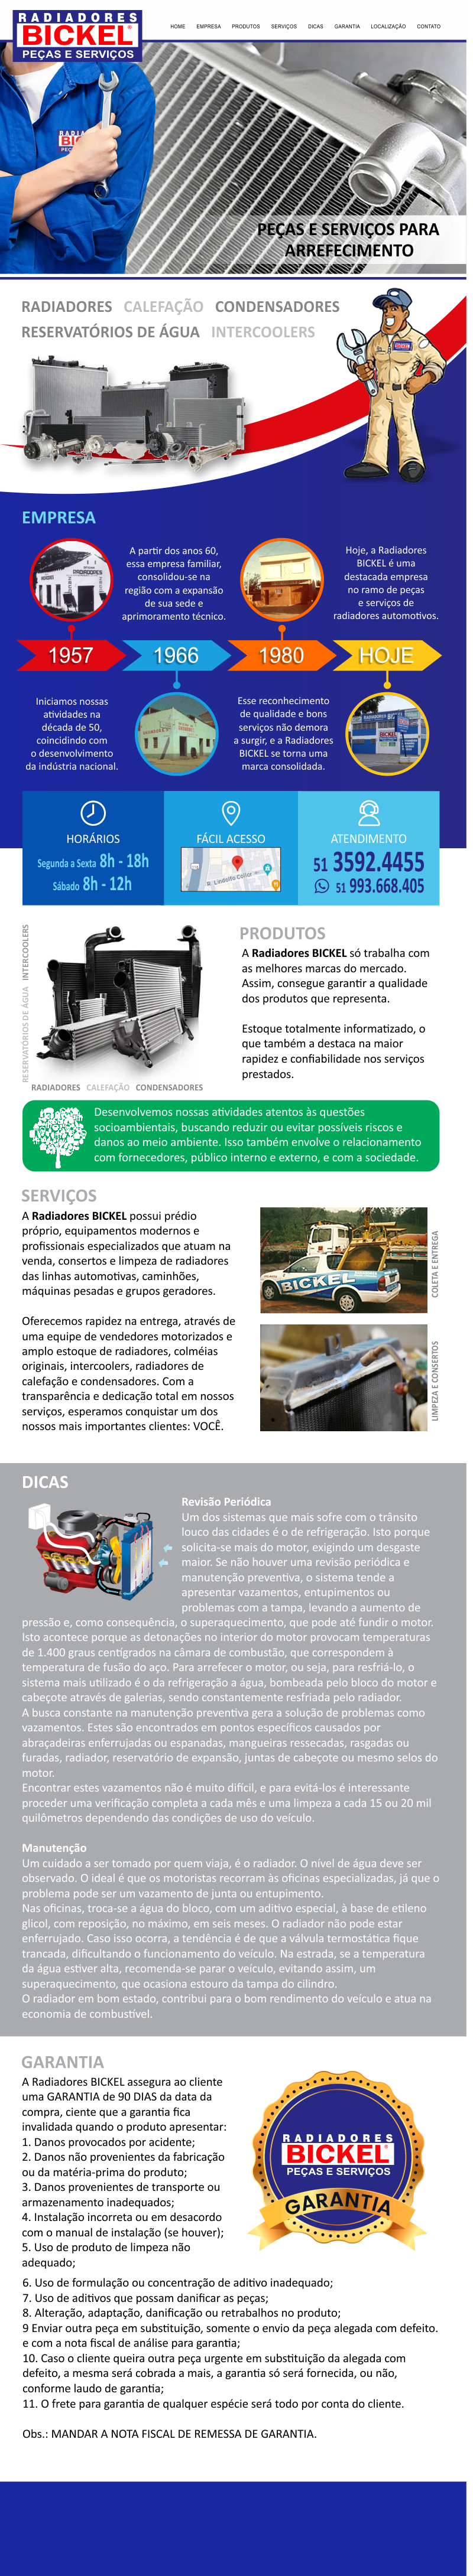 RADIADORES
BICKEL
PEÇAS E SERVIÇOS
HOME EMPRESA PRODUTOS SERVIÇOS DICAS GARANTIA LOCALIZAÇÃO CONTATO
PEÇAS E SERVIÇOS PARA
ARREFECIMENTO
RADIADORES CALEFAÇÃO CONDENSADORES
RESERVATÓRIOS DE ÁGUA INTERCOOLERS
EMPRESA
A partir dos anos 60,
essa empresa familiar,
consolidou-se na
região com a expansão
de sua sede e
aprimoramento técnico.
Hoje, a Radiadores
BICKEL é uma
destacada empresa
no ramo de peças
e serviços de
radiadores automotivos.
1957 1966 1980 HOJE
Iniciamos nossas
atividades na
década de 50,
coincidindo com
o desenvolvimento
da indústria nacional.
Esse reconhecimento
de qualidade e bons
serviços não demora
a surgir, e a Radiadores
BICKEL se torna uma
marca consolidada.
HORÁRIOS
Segunda a Sexta 8h - 18h
Sábado 8h - 12h
FÁCIL ACESSO
R. Lindolfo Collor
ATENDIMENTO
51 3592.4455
51 993.668.405
RESERVATÓRIOS DE ÁGUA INTERCOOLERS
RADIADORES CALEFAÇÃO CONDENSADORES
PRODUTOS
A Radiadores BICKEL só trabalha com
as melhores marcas do mercado.
Assim, consegue garantir a qualidade
dos produtos que representa.
Estoque totalmente informatizado, o
que também a destaca na maior
rapidez e confiabilidade nos serviços
prestados.
Desenvolvemos nossas atividades atentos às questões
socioambientais, buscando reduzir ou evitar possíveis riscos e
danos ao meio ambiente. Isso também envolve o relacionamento
com fornecedores, público interno e externo, e com a sociedade.
SERVIÇOS
A Radiadores BICKEL possui prédio
próprio, equipamentos modernos e
profissionais especializados que atuam na
venda, consertos e limpeza de radiadores
das linhas automotivas, caminhões,
máquinas pesadas e grupos geradores.
Oferecemos rapidez na entrega, através de
uma equipe de vendedores motorizados e
amplo estoque de radiadores, colméias
originais, intercoolers, radiadores de
calefação e condensadores. Com a
transparência e dedicação total em nossos
serviços, esperamos conquistar um dos
nossos mais importantes clientes: VOCÊ.
BICKEL
COLETA E ENTREGA
LIMPEZA E CONSERTOS
DICAS
Revisão Periódica
Um dos sistemas que mais sofre com o trânsito
louco das cidades é o de refrigeração. Isto porque
solicita-se mais do motor, exigindo um desgaste
maior. Se não houver uma revisão periódica e
manutenção preventiva, o sistema tende a
apresentar vazamentos, entupimentos ou
problemas com a tampa, levando a aumento de
pressão e, como consequência, o superaquecimento, que pode até fundir o motor.
Isto acontece porque as detonações no interior do motor provocam temperaturas
de 1.400 graus centígrados na câmara de combustão, que correspondem à
temperatura de fusão do aço. Para arrefecer o motor, ou seja, para resfriá-lo, o
sistema mais utilizado é o da refrigeração a água, bombeada pelo bloco do motor e
cabeçote através de galerias, sendo constantemente resfriada pelo radiador.
A busca constante na manutenção preventiva gera a solução de problemas como
vazamentos. Estes são encontrados em pontos específicos causados por
abraçadeiras enferrujadas ou espanadas, mangueiras ressecadas, rasgadas ou
furadas, radiador, reservatório de expansão, juntas de cabeçote ou mesmo selos do
motor.
Encontrar estes vazamentos não é muito difícil, e para evitá-los é interessante
proceder uma verificação completa a cada mês e uma limpeza a cada 15 ou 20 mil
quilômetros dependendo das condições de uso do veículo.
Manutenção
Um cuidado a ser tomado por quem viaja, é o radiador. O nível de água deve ser
observado. O ideal é que os motoristas recorram às oficinas especializadas, já que o
problema pode ser um vazamento de junta ou entupimento.
Nas oficinas, troca-se a água do bloco, com um aditivo especial, à base de etileno
glicol, com reposição, no máximo, em seis meses. O radiador não pode estar
enferrujado. Caso isso ocorra, a tendência é de que a válvula termostática fique
trancada, dificultando o funcionamento do veículo. Na estrada, se a temperatura
da água estiver alta, recomenda-se parar o veículo, evitando assim, um
superaquecimento, que ocasiona estouro da tampa do cilindro.
O radiador em bom estado, contribui para o bom rendimento do veículo e atua na
economia de combustível.
GARANTIA
A Radiadores BICKEL assegura ao cliente
uma GARANTIA de 90 DIAS da data da
compra, ciente que a garantia fica
invalidada quando o produto apresentar:
1. Danos provocados por acidente;
2. Danos não provenientes da fabricação
ou da matéria-prima do produto;
3. Danos provenientes de transporte ou
armazenamento inadequados;
4. Instalação incorreta ou em desacordo
com o manual de instalação (se houver);
5. Uso de produto de limpeza não
adequado;
6. Uso de formulação ou concentração de aditivo inadequado;
7. Uso de aditivos que possam danificar as peças;
8. Alteração, adaptação, danificação ou retrabalhos no produto;
9 Enviar outra peça em substituição, somente o envio da peça alegada com defeito.
e com a nota fiscal de análise para garantia;
10. Caso o cliente queira outra peça urgente em substituição da alegada com
defeito, a mesma será cobrada a mais, a garantia só será fornecida, ou não,
conforme laudo de garantia;
11. O frete para garantia de qualquer espécie será todo por conta do cliente.
Obs.: MANDAR A NOTA FISCAL DE REMESSA DE GARANTIA.
RADIADORES
BICKEL
PEÇAS E SERVIÇOS
GARANTIA